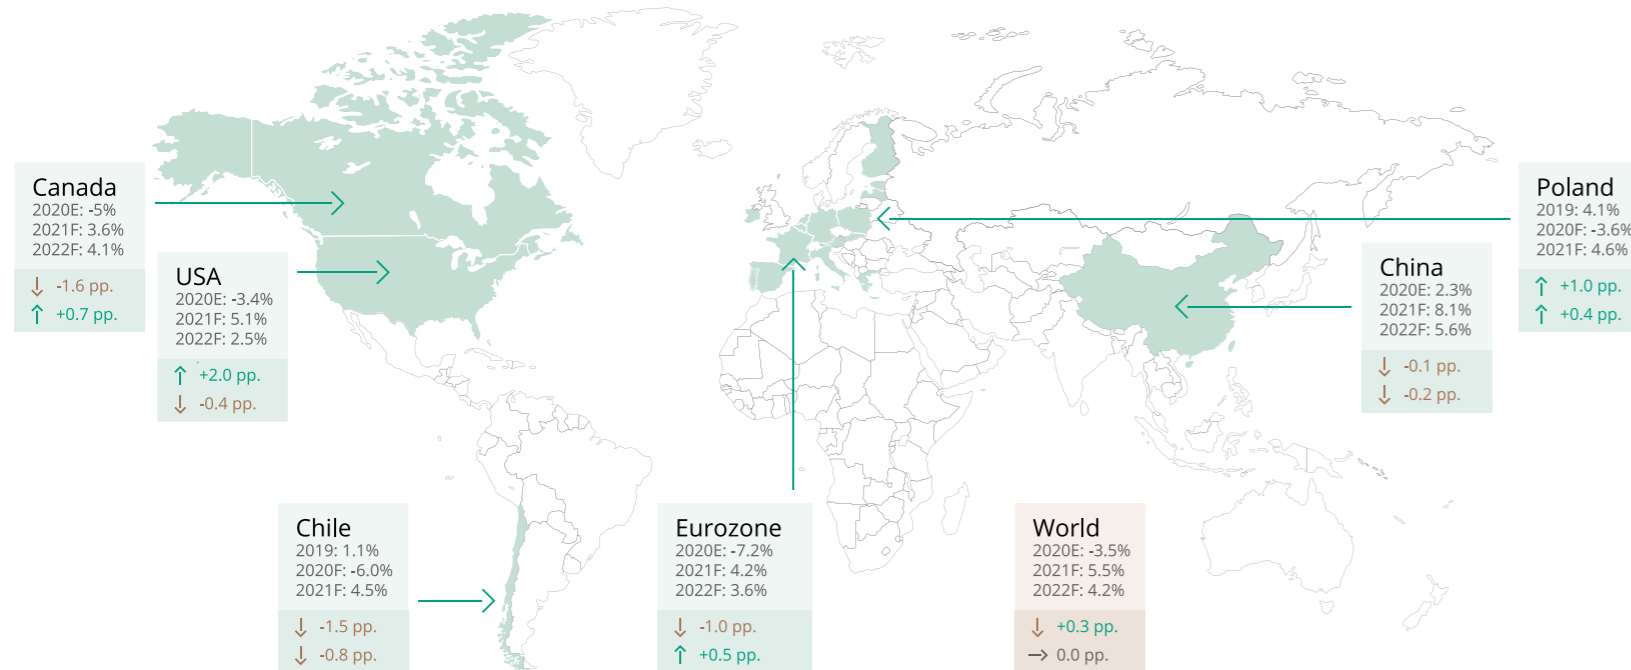 Canada
2020E: -5%
2021F: 3.6%
2022F: 4.1%
↓ -1.6 pp.
↑ +0.7 pp.
USA
2020E: -3.4%
2021F: 5.1%
2022F: 2.5%
↑ +2.0 pp.
↓ -0.4 pp.
Chile
2019: 1.1%
2020F: -6.0%
2021F: 4.5%
↓ -1.5 pp.
↓ -0.8 pp.
Eurozone
2020E: -7.2%
2021F: 4.2%
2022F: 3.6%
↓ -1.0 pp.
↑ +0.5 pp.
World
2020E: -3.5%
2021F: 5.5%
2022F: 4.2%
↓ +0.3 pp.
→ 0.0 pp.
China
2020E: 2.3%
2021F: 8.1%
2022F: 5.6%
↓ -0.1 pp.
↓ -0.2 pp.
Poland
2019: 4.1%
2020F: -3.6%
2021F: 4.6%
↑ +1.0 pp.
↑ +0.4 pp.